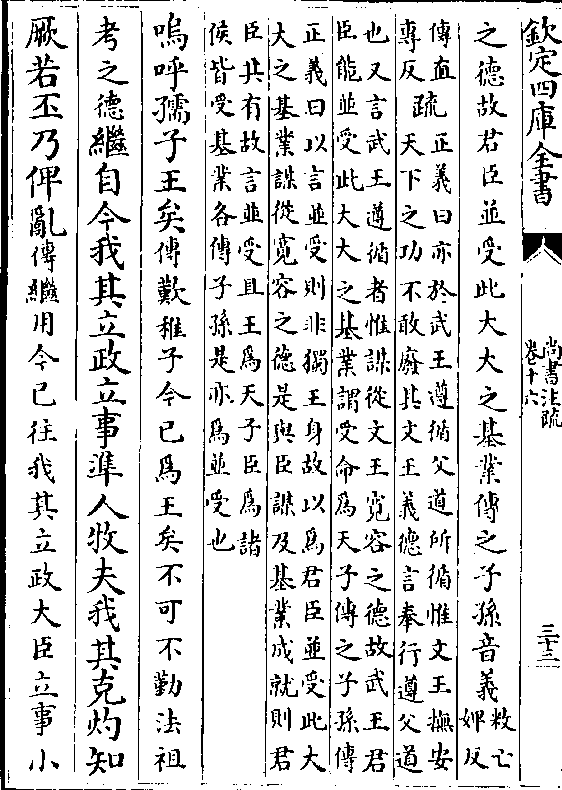 欽定四庫全書
尚書注疏
卷十六
三十三
之德故君臣並受此大大之基業傳之子孫音義敉亡
婢反
傳直
專反
疏
正義曰亦於武王遵循父道所循惟文王撫安
天下之功不敢廢其文王義德言奉行遵父道
也又言武王遵循者惟謀從文王寛容之德故武王君
臣能並受此大大之基業謂受命為天子傳之子孫傳
正義曰以言並受則非獨王身故以為君臣並受此大
大之基業謀從寛容之德是與臣謀及基業成就則君
臣共有故言並受且王為天子臣為諸
侯皆受基業各傳子孫是亦為並受也
嗚呼孺子王矣傳歎稚子今已為王矣不可不勤法祖
考之德繼自今我其立政立事準人牧夫我其克灼知
厥若丕乃俾亂傳繼用今已往我其立政大臣立事小